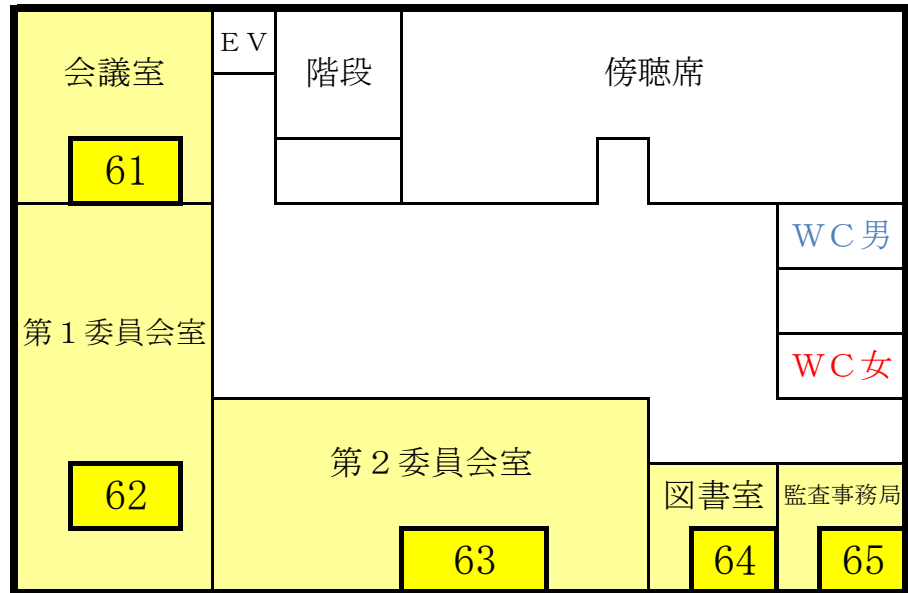 会議室
ＥＶ
階段
傍聴席
61
ＷＣ男
第１委員会室
ＷＣ女
第２委員会室
62
図書室
監査事務局
63
64
65